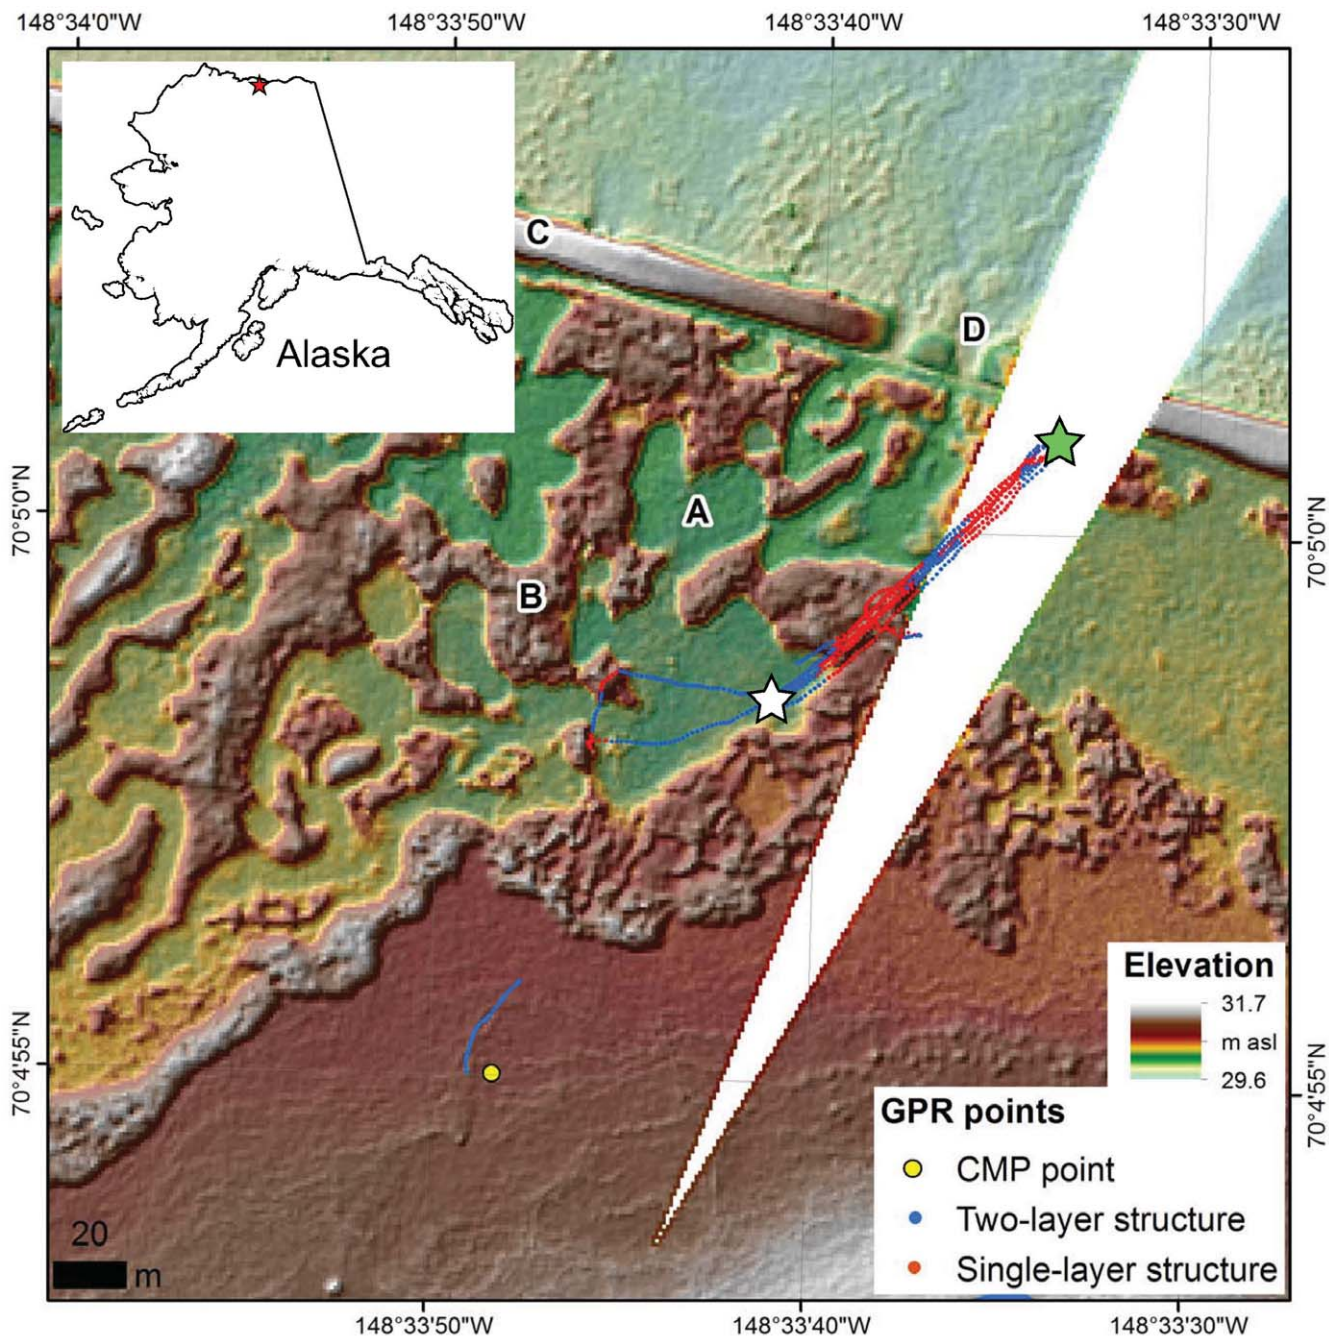 148°34'0"W 148°33'50"W 148°33'40"W 148°33'30"W
C
D
Alaska
70°5'0"N
A
70°5'0"N
B
Elevation
31.7
m asl
29.6
70°4'55"N
70°4'55"N
GPR points
CMP point
Two-layer structure
Single-layer structure
20
m
148°33'50"W 148°33'40"W 148°33'30"W